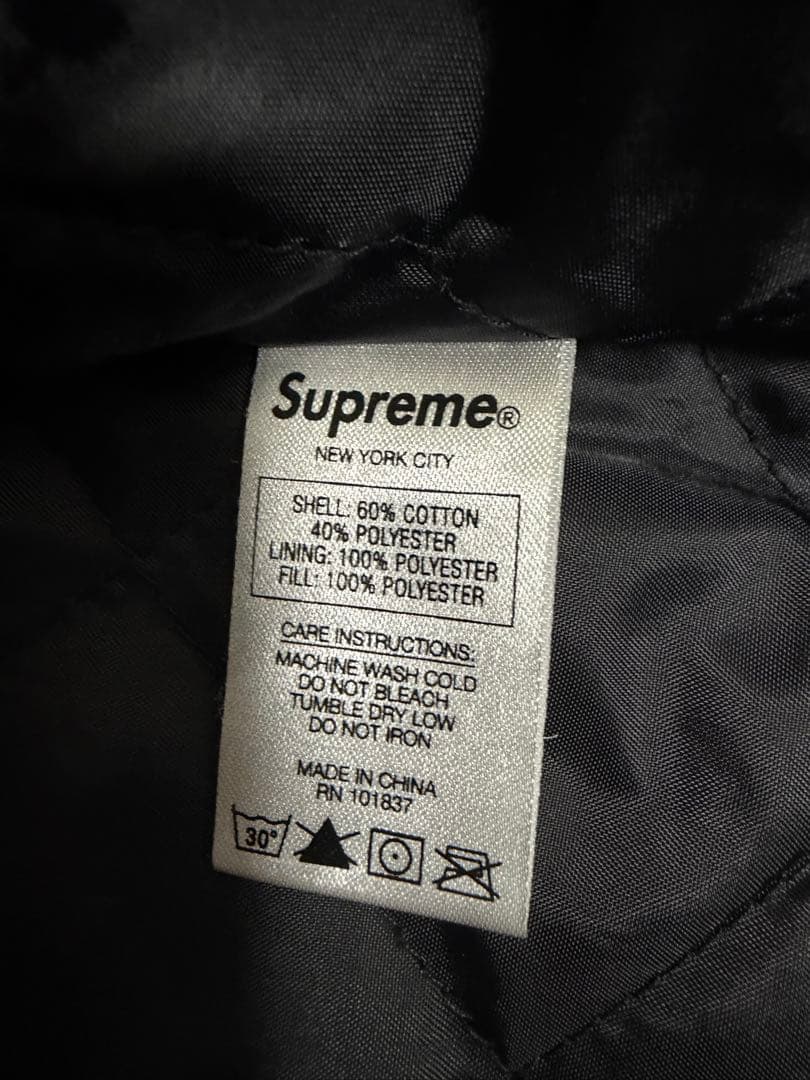 Supreme®
NEW YORK CITY
SHELL: 60% COTTON
40% POLYESTER
LINING: 100% POLYESTER
FILL: 100% POLYESTER
CARE INSTRUCTIONS:
MACHINE WASH COLD
DO NOT BLEACH
TUMBLE DRY LOW
DO NOT IRON
MADE IN CHINA
RN 101837
30°